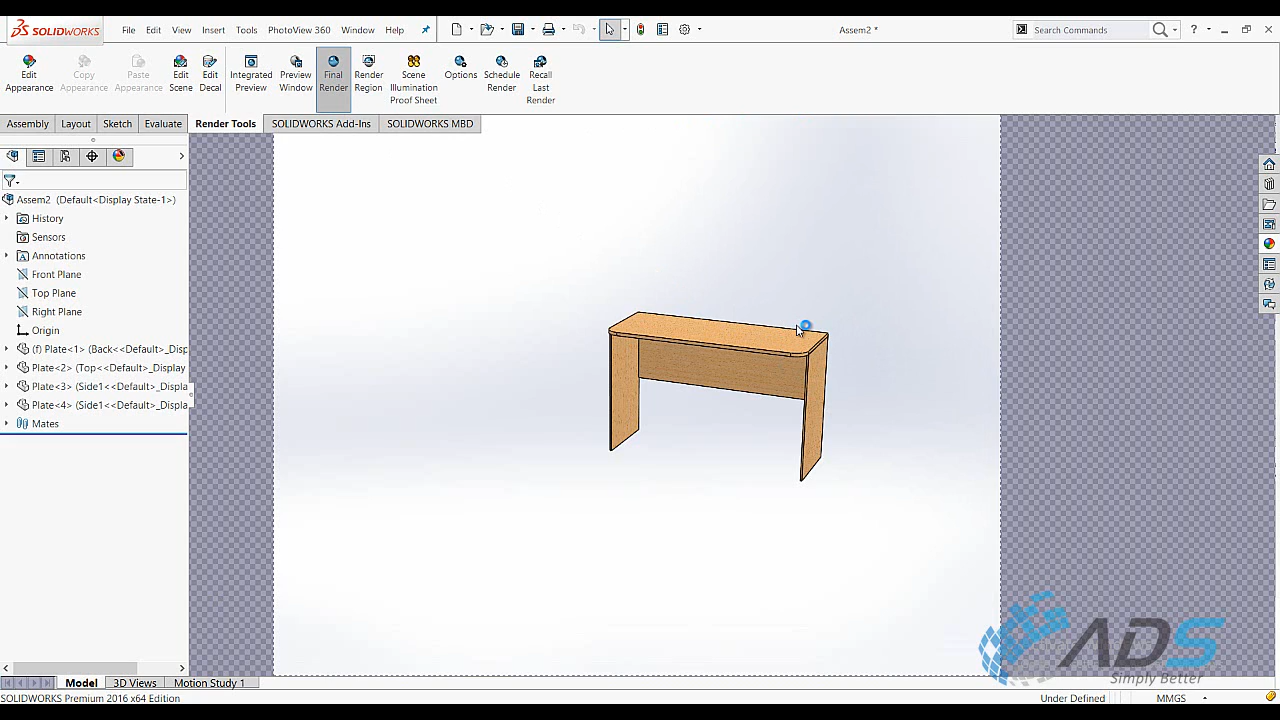 SOLIDWORKS
File Edit View Insert Tools PhotoView 360 Window Help
Assem2 *
Search Commands
Edit Appearance
Copy Appearance
Paste Appearance
Edit Scene
Edit Decal
Integrated Preview
Preview Window
Final Render
Render Region
Scene Illumination Proof Sheet
Options
Schedule Render
Recall Last Render
Assembly Layout Sketch Evaluate Render Tools SOLIDWORKS Add-Ins SOLIDWORKS MBD
Assem2 (Default<Display State-1>)
History
Sensors
Annotations
Front Plane
Top Plane
Right Plane
Origin
(f) Plate<1> (Back<<Default>_Disp
Plate<2> (Top<<Default>_Display
Plate<3> (Side1<<Default>_Displa
Plate<4> (Side1<<Default>_Displa
Mates
ADS
Simply Better
Model 3D Views Motion Study 1
SOLIDWORKS Premium 2016 x64 Edition
Under Defined MMGS